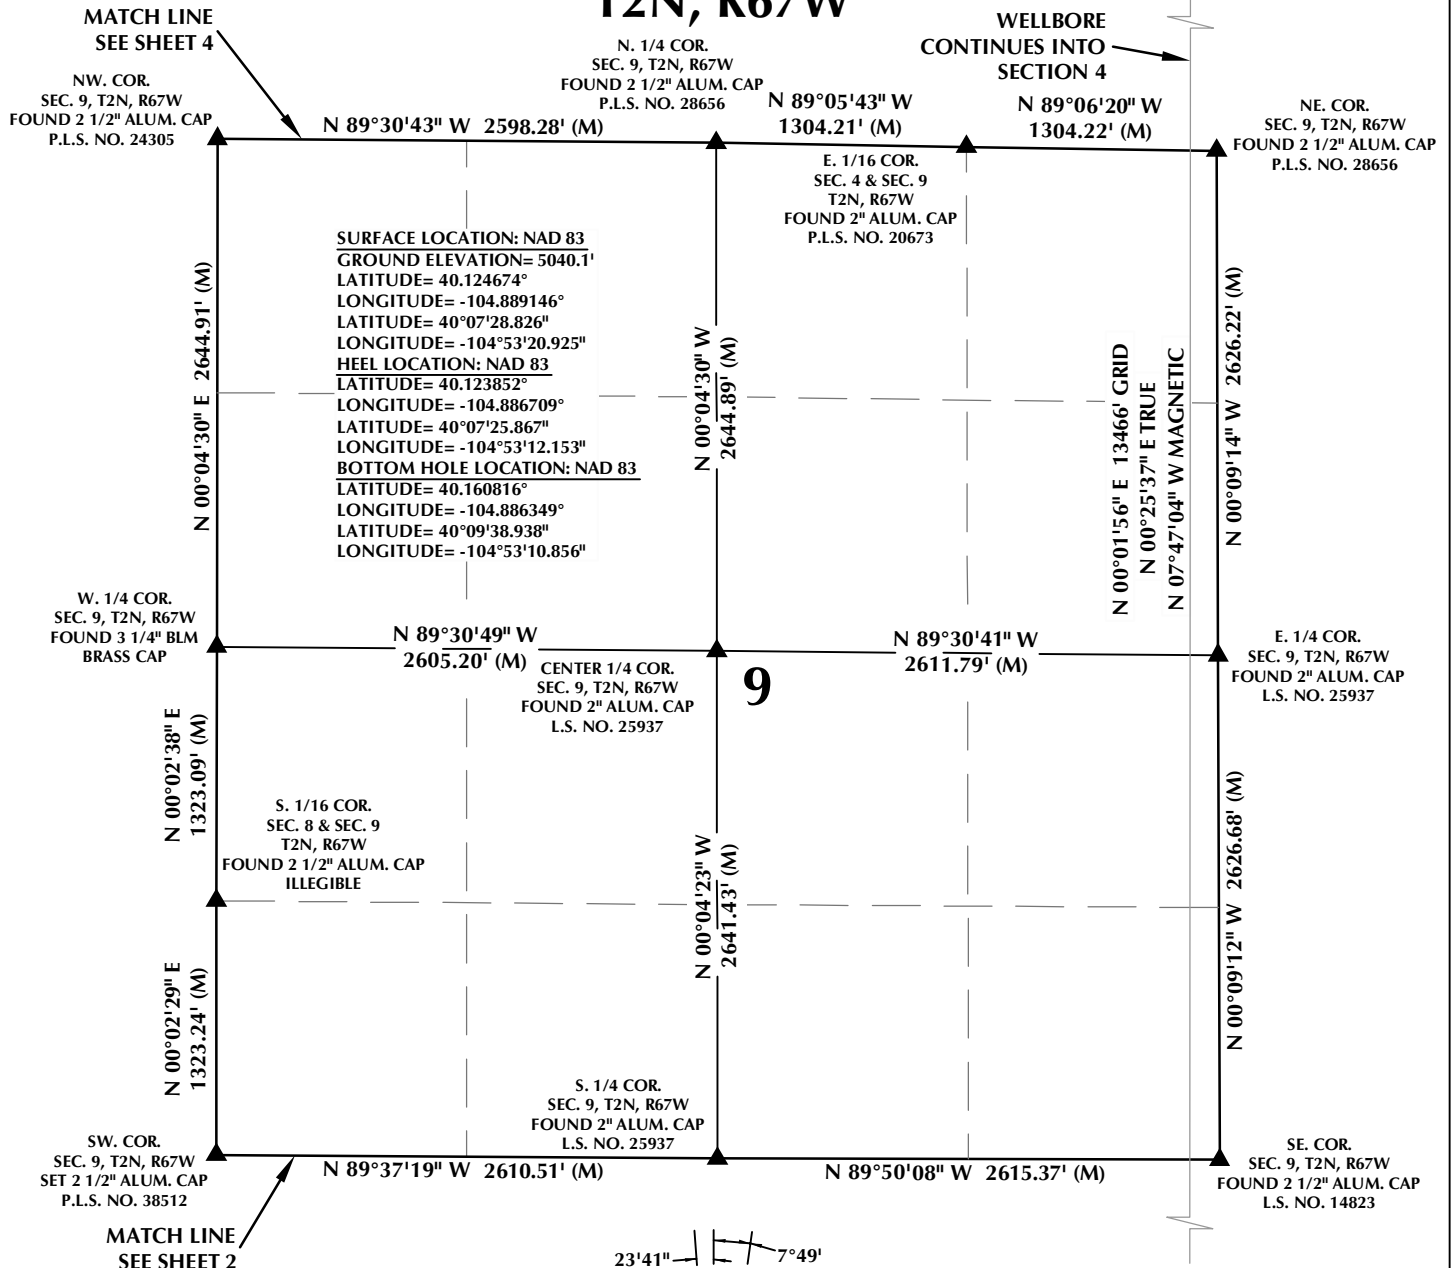 T2N, R67W
MATCH LINE
SEE SHEET 4
WELLBORE
CONTINUES INTO
SECTION 4
NW. COR.
SEC. 9, T2N, R67W
FOUND 2 1/2" ALUM. CAP
P.L.S. NO. 24305
N. 1/4 COR.
SEC. 9, T2N, R67W
FOUND 2 1/2" ALUM. CAP
P.L.S. NO. 28656
NE. COR.
SEC. 9, T2N, R67W
FOUND 2 1/2" ALUM. CAP
P.L.S. NO. 28656
N 89°30'43" W 2598.28' (M)
N 89°05'43" W
1304.21' (M)
N 89°06'20" W
1304.22' (M)
E. 1/16 COR.
SEC. 4 & SEC. 9
T2N, R67W
FOUND 2" ALUM. CAP
P.L.S. NO. 20673
SURFACE LOCATION: NAD 83
GROUND ELEVATION= 5040.1'
LATITUDE= 40.124674°
LONGITUDE= -104.889146°
LATITUDE= 40°07'28.826"
LONGITUDE= -104°53'20.925"
HEEL LOCATION: NAD 83
LATITUDE= 40.123852°
LONGITUDE= -104.886709°
LATITUDE= 40°07'25.867"
LONGITUDE= -104°53'12.153"
BOTTOM HOLE LOCATION: NAD 83
LATITUDE= 40.160816°
LONGITUDE= -104.886349°
LATITUDE= 40°09'38.938"
LONGITUDE= -104°53'10.856"
N 00°04'30" E 2644.91' (M)
N 00°04'30" W
2644.89' (M)
N 00°01'56" E 13466' GRID
N 00°25'37" E TRUE
N 07°47'04" W MAGNETIC
N 00°09'14" W 2626.22' (M)
W. 1/4 COR.
SEC. 9, T2N, R67W
FOUND 3 1/4" BLM
BRASS CAP
N 89°30'49" W
2605.20' (M)
N 89°30'41" W
2611.79' (M)
CENTER 1/4 COR.
SEC. 9, T2N, R67W
FOUND 2" ALUM. CAP
L.S. NO. 25937
9
E. 1/4 COR.
SEC. 9, T2N, R67W
FOUND 2" ALUM. CAP
L.S. NO. 25937
N 00°02'38" E
1323.09' (M)
S. 1/16 COR.
SEC. 8 & SEC. 9
T2N, R67W
FOUND 2 1/2" ALUM. CAP
ILLEGIBLE
N 00°04'23" W
2641.43' (M)
N 00°09'12" W 2626.68' (M)
N 00°02'29" E
1323.24' (M)
S. 1/4 COR.
SEC. 9, T2N, R67W
FOUND 2" ALUM. CAP
L.S. NO. 25937
SW. COR.
SEC. 9, T2N, R67W
SET 2 1/2" ALUM. CAP
P.L.S. NO. 38512
N 89°37'19" W 2610.51' (M)
N 89°50'08" W 2615.37' (M)
SE. COR.
SEC. 9, T2N, R67W
FOUND 2 1/2" ALUM. CAP
L.S. NO. 14823
MATCH LINE
SEE SHEET 2
23'41"
7°49'